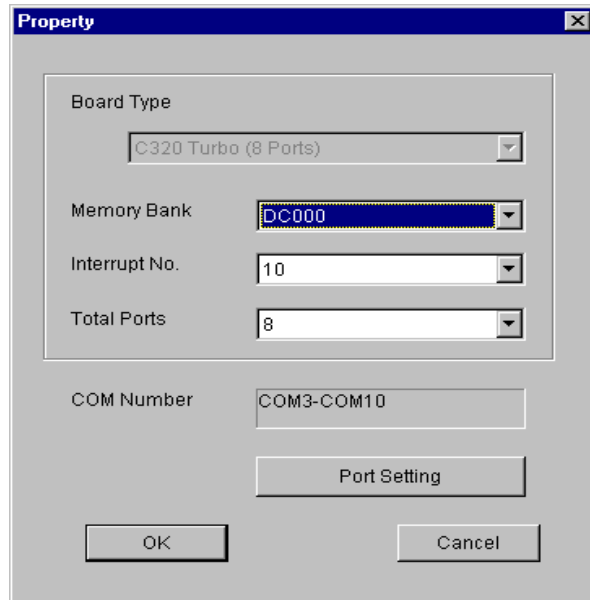 Property
Board Type
C320 Turbo (8 Ports)
Memory Bank
DC000
Interrupt No.
10
Total Ports
8
COM Number
COM3-COM10
Port Setting
OK
Cancel